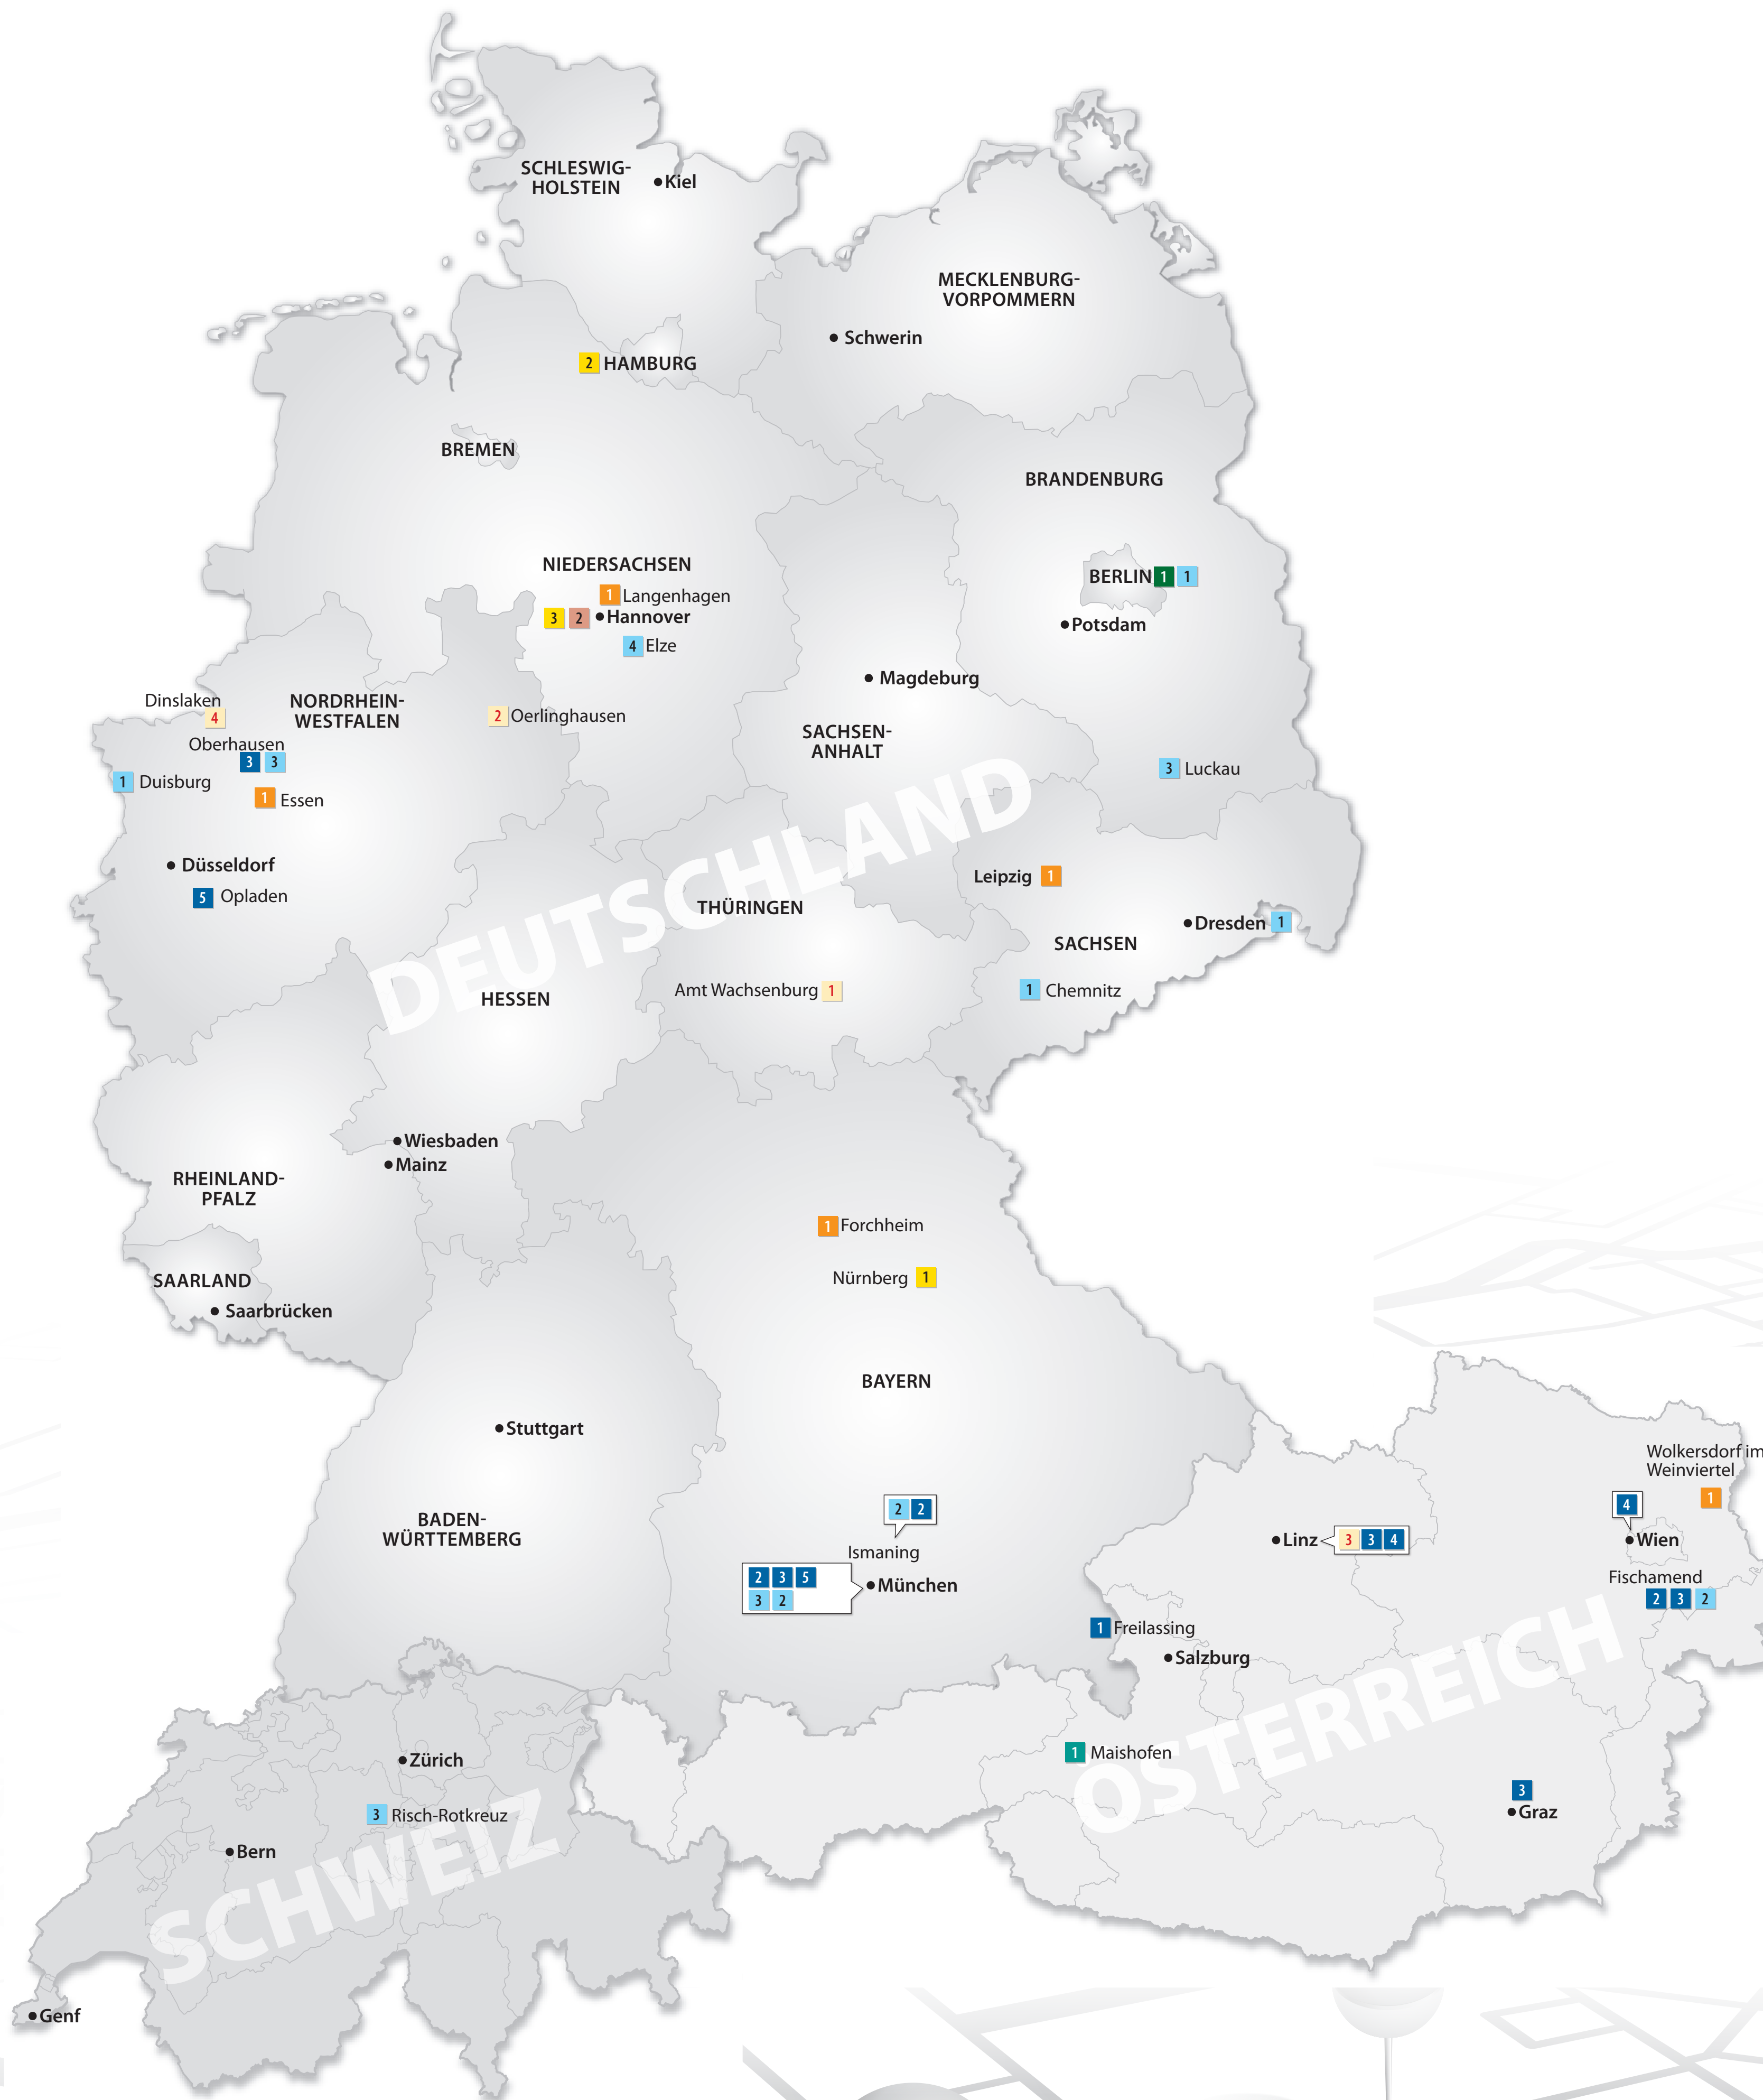 SCHLESWIG-
HOLSTEIN
Kiel
MECKLENBURG-
VORPOMMERN
Schwerin
2 HAMBURG
BREMEN
BRANDENBURG
NIEDERSACHSEN
1 Langenhagen
3 2 Hannover
4 Elze
BERLIN 1 1
Potsdam
Magdeburg
Dinslaken
4
NORDRHEIN-
WESTFALEN
2 Oerlinghausen
SACHSEN-
ANHALT
Oberhausen
3 3
1 Duisburg
1 Essen
3 Luckau
DEUTSCHLAND
Düsseldorf
5 Opladen
Leipzig 1
THÜRINGEN
Dresden 1
SACHSEN
HESSEN
Amt Wachsenburg 1
1 Chemnitz
Wiesbaden
Mainz
RHEINLAND-
PFALZ
1 Forchheim
Nürnberg 1
SAARLAND
Saarbrücken
BAYERN
Stuttgart
BADEN-
WÜRTTEMBERG
2 2
Ismaning
2 3 5
3 2
München
Wolkersdorf im
Weinviertel
1
4
Wien
Linz 3 3 4
Fischamend
2 3 2
1 Freilassing
Salzburg
ÖSTERREICH
1 Maishofen
3
Graz
Zürich
3 Risch-Rotkreuz
Bern
SCHWEIZ
Genf